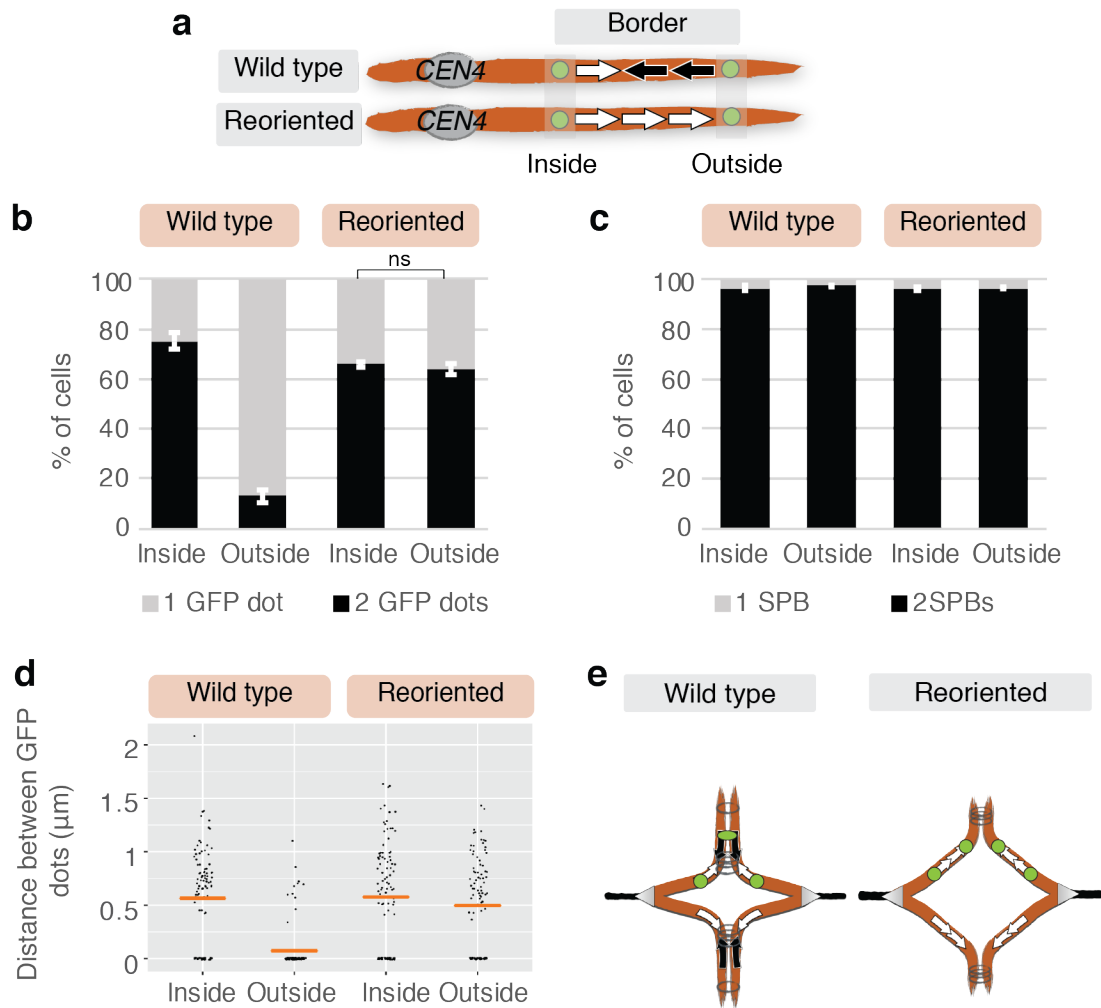 a
Border
Wild type
CEN4
Reoriented
CEN4
Inside
Outside
b
Wild type
Reoriented
ns
% of cells
100
80
60
40
20
0
Inside
Outside
Inside
Outside
1 GFP dot
2 GFP dots
c
Wild type
Reoriented
% of cells
100
80
60
40
20
0
Inside
Outside
Inside
Outside
1 SPB
2SPBs
d
Wild type
Reoriented
Distance between GFP
dots (μm)
2
1.5
1
0.5
0
Inside
Outside
Inside
Outside
e
Wild type
Reoriented